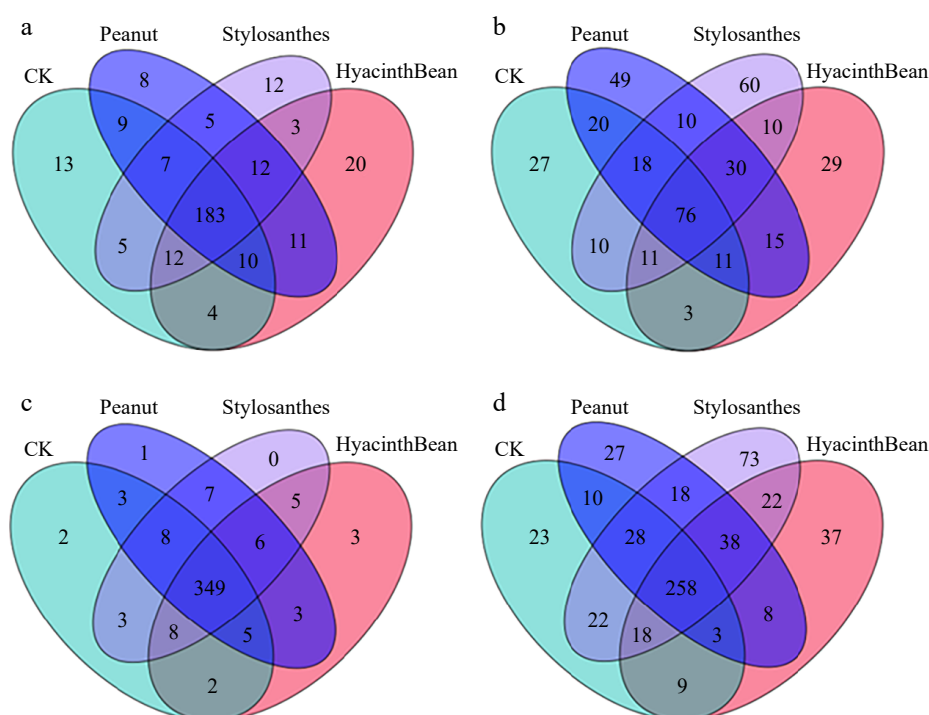 a
Peanut Stylosanthes
CK HyacinthBean
8 12
9 5 3
13 7 12 20
183
5 12 10 11
4
b
Peanut Stylosanthes
CK HyacinthBean
49 60
20 10 10
27 18 30 29
76
10 11 11 15
3
c
Peanut Stylosanthes
CK HyacinthBean
1 0
3 7 5
2 8 6 3
349
3 8 5 3
2
d
Peanut Stylosanthes
CK HyacinthBean
27 73
10 18 22
23 28 38 37
258
22 18 3 8
9